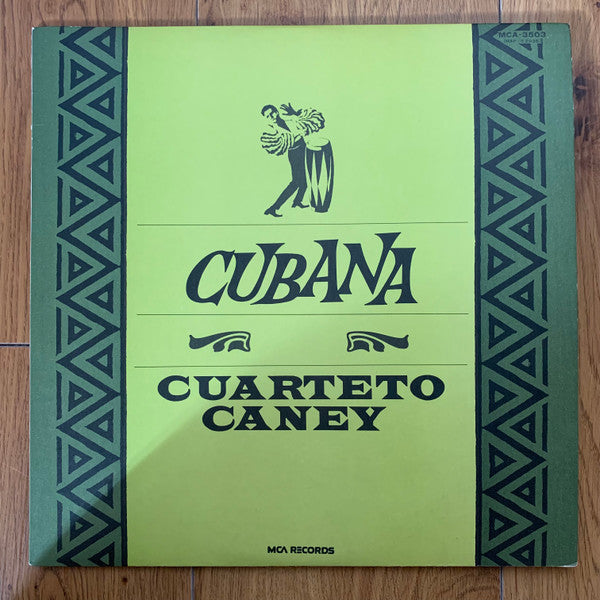 MCA-3503
CUBANA
CUARTETO
CANEY
MCA RECORDS